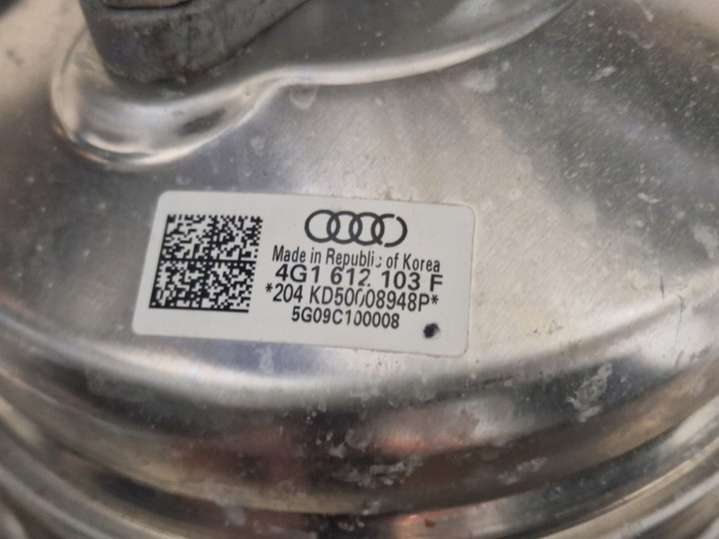 Made in Republic of Korea
4G1 612 103 F
*204 KD50008948P*
5G09C100008